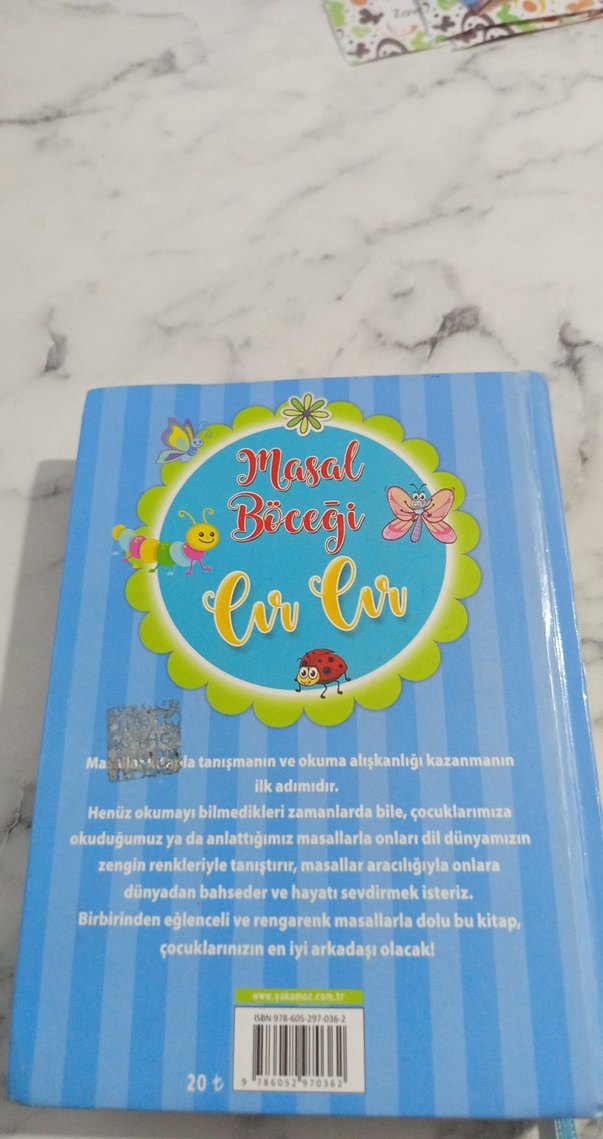 Masal
Böceği
Cır Cır
tanışmanın ve okuma alışkanlığı kazanmanın
ilk adımıdır.
Henüz okumayı bilmedikleri zamanlarda bile, çocuklarımıza
okuduğumuz ya da anlattığımız masallarla onları dil dünyamızın
zengin renkleriyle tanıştırır, masallar aracılığıyla onlara
dünyadan bahseder ve hayatı sevdirmek isteriz.
Birbirinden eğlenceli ve rengarenk masallarla dolu bu kitap,
çocuklarınızın en iyi arkadaşı olacak!
www.yakamoz.com.tr
ISBN 978-605-297-036-2
9 786052 970362
20 ₺